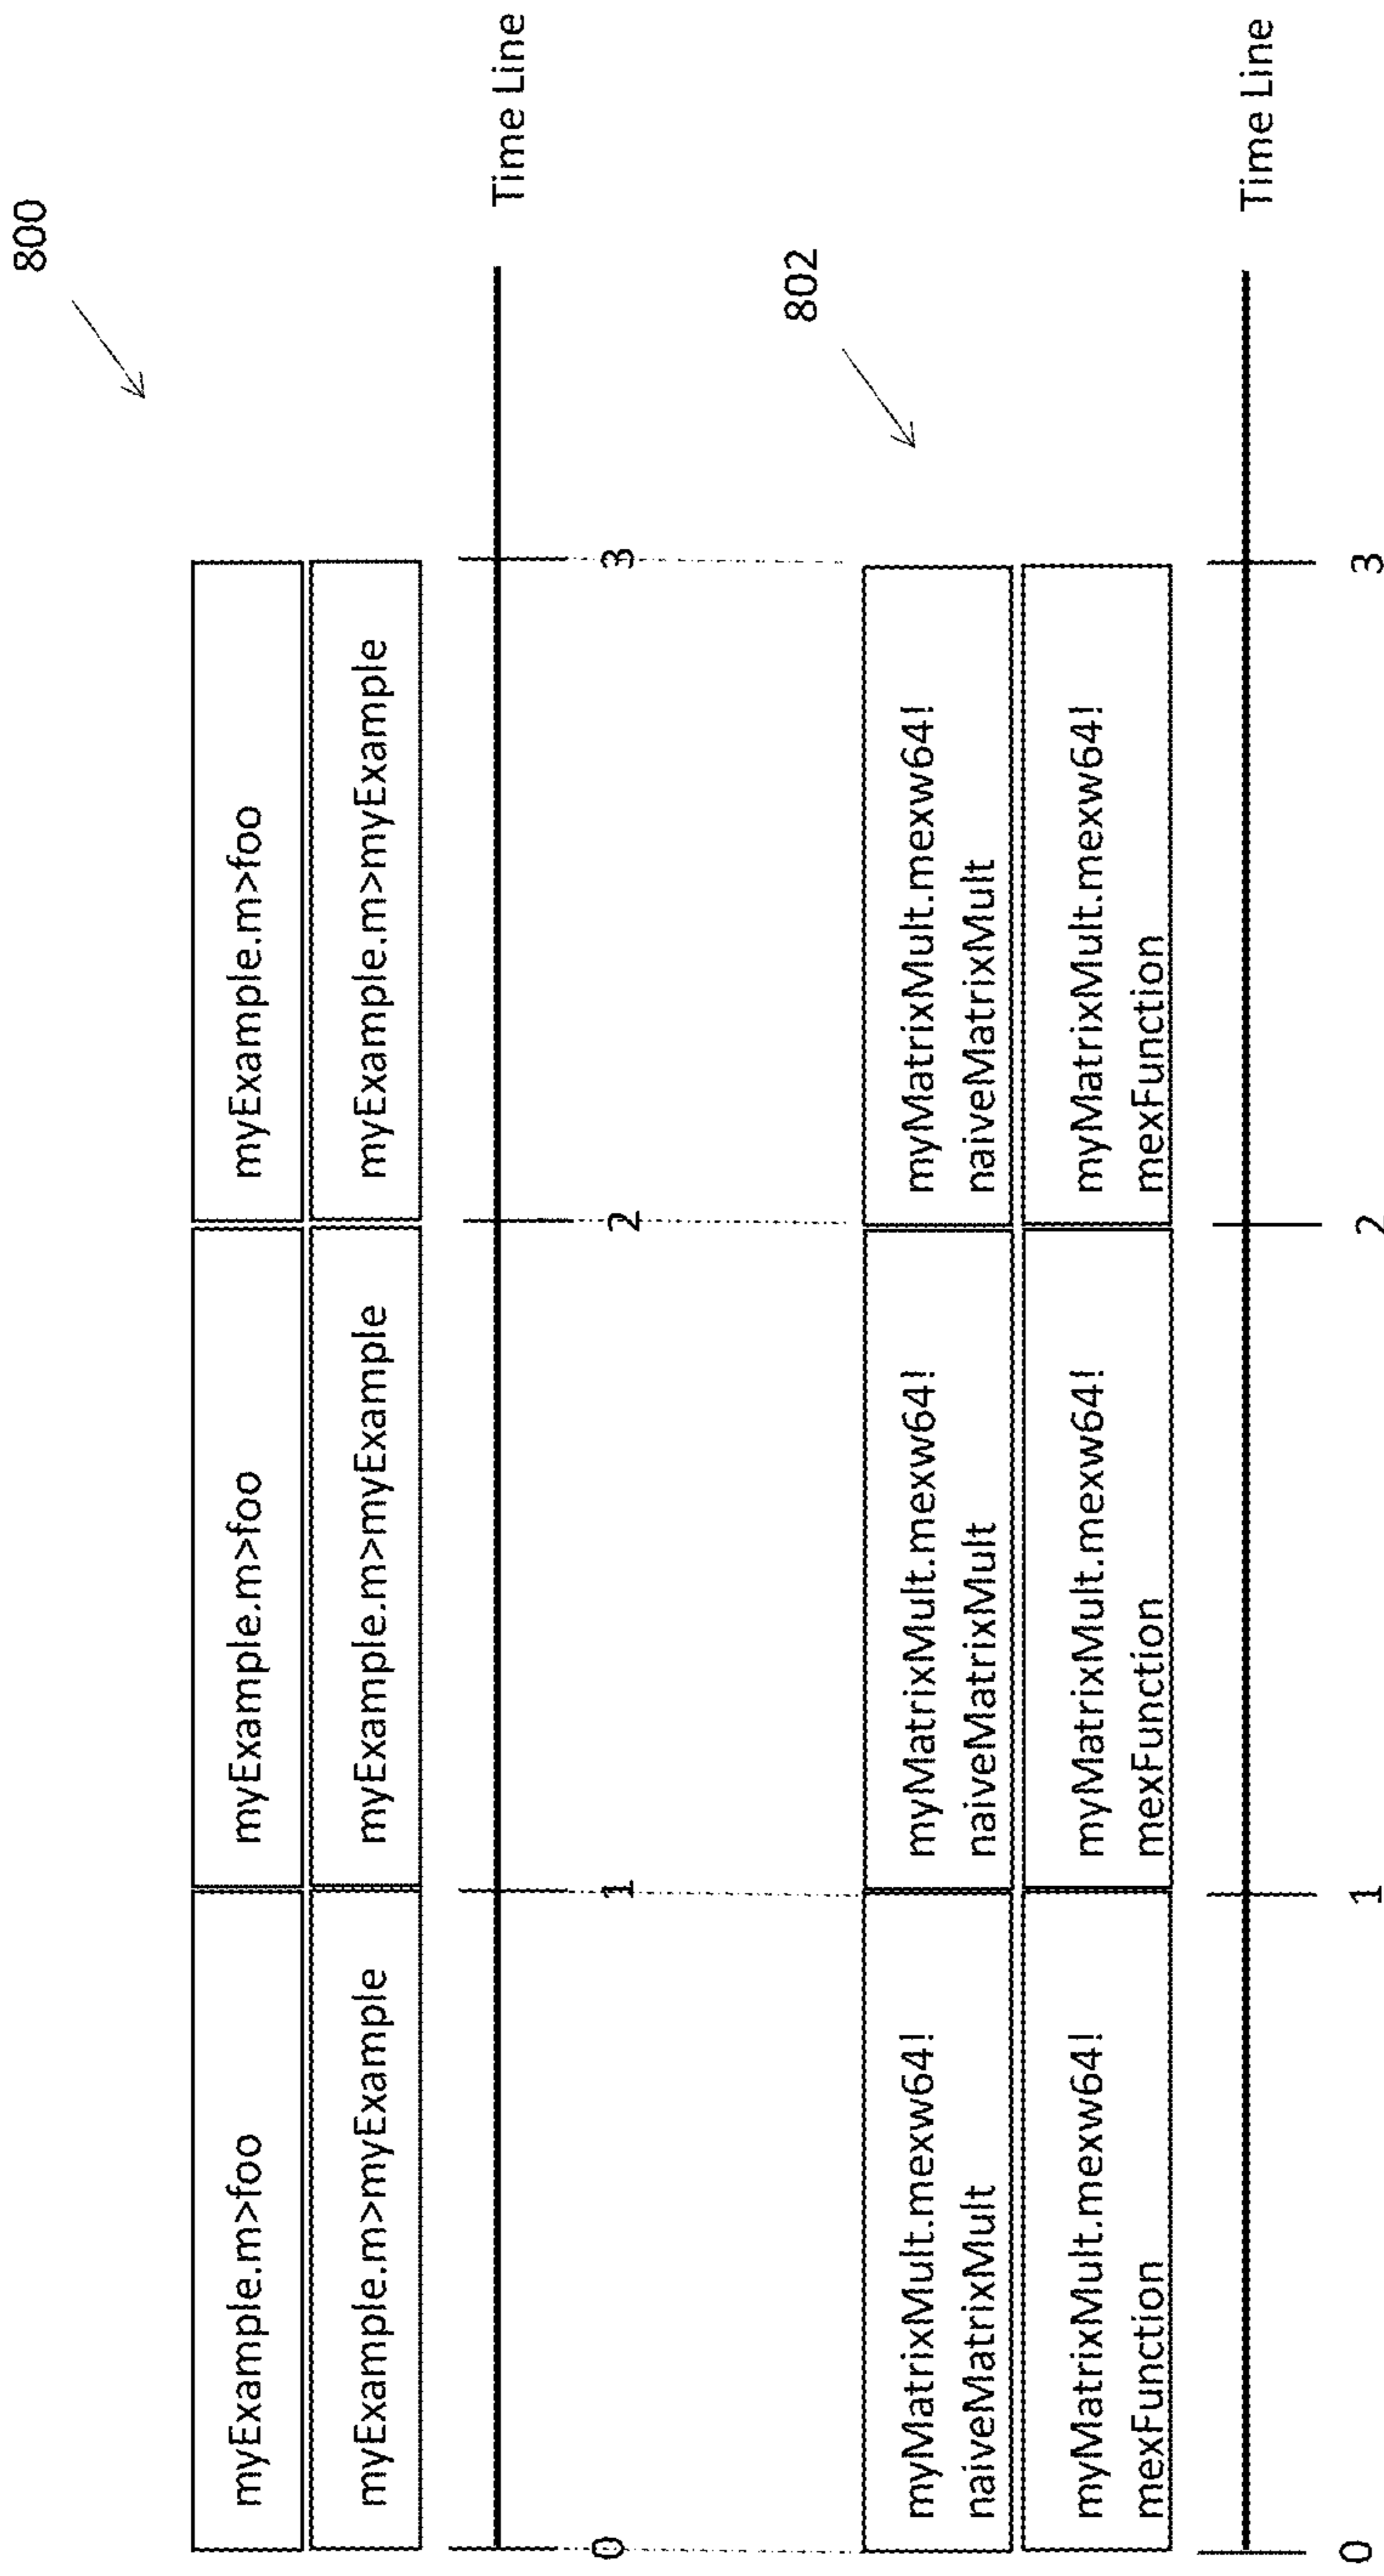 800
myExample.m>foo
myExample.m>foo
myExample.m>foo
myExample.m>myExample
myExample.m>myExample
myExample.m>myExample
Time Line
0
1
2
3
802
myMatrixMult.mexw64!
naiveMatrixMult
myMatrixMult.mexw64!
naiveMatrixMult
myMatrixMult.mexw64!
naiveMatrixMult
myMatrixMult.mexw64!
mexFunction
myMatrixMult.mexw64!
mexFunction
myMatrixMult.mexw64!
mexFunction
Time Line
0
1
2
3